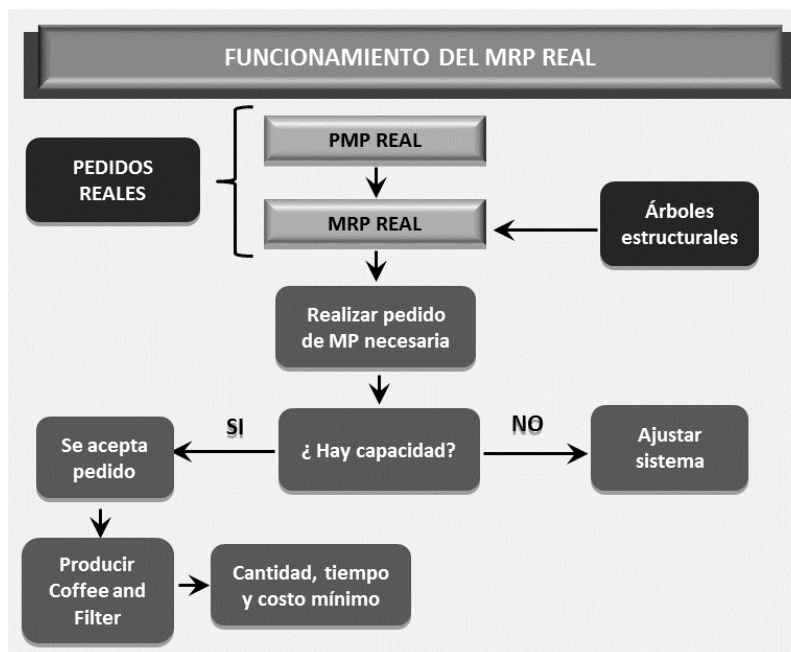 FUNCIONAMIENTO DEL MRP REAL
PMP REAL
PEDIDOS
REALES
MRP REAL
Árboles
estructurales
Realizar pedido
de MP necesaria
SI
NO
Se acepta
pedido
¿ Hay capacidad?
Ajustar
sistema
Producir
Coffee and
Filter
Cantidad, tiempo
y costo mínimo